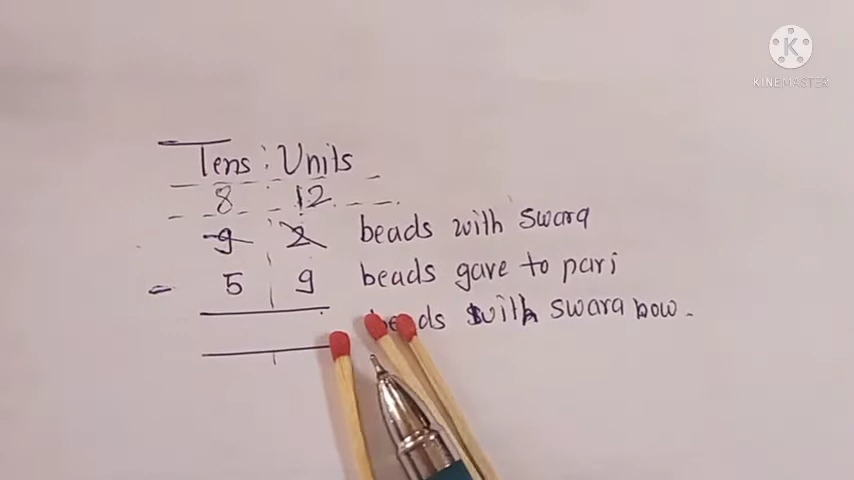 KINEMASTER
Tens : Units
8 12
9 2 beads with swara
- 5 9 beads gave to pari
beads with swara now.